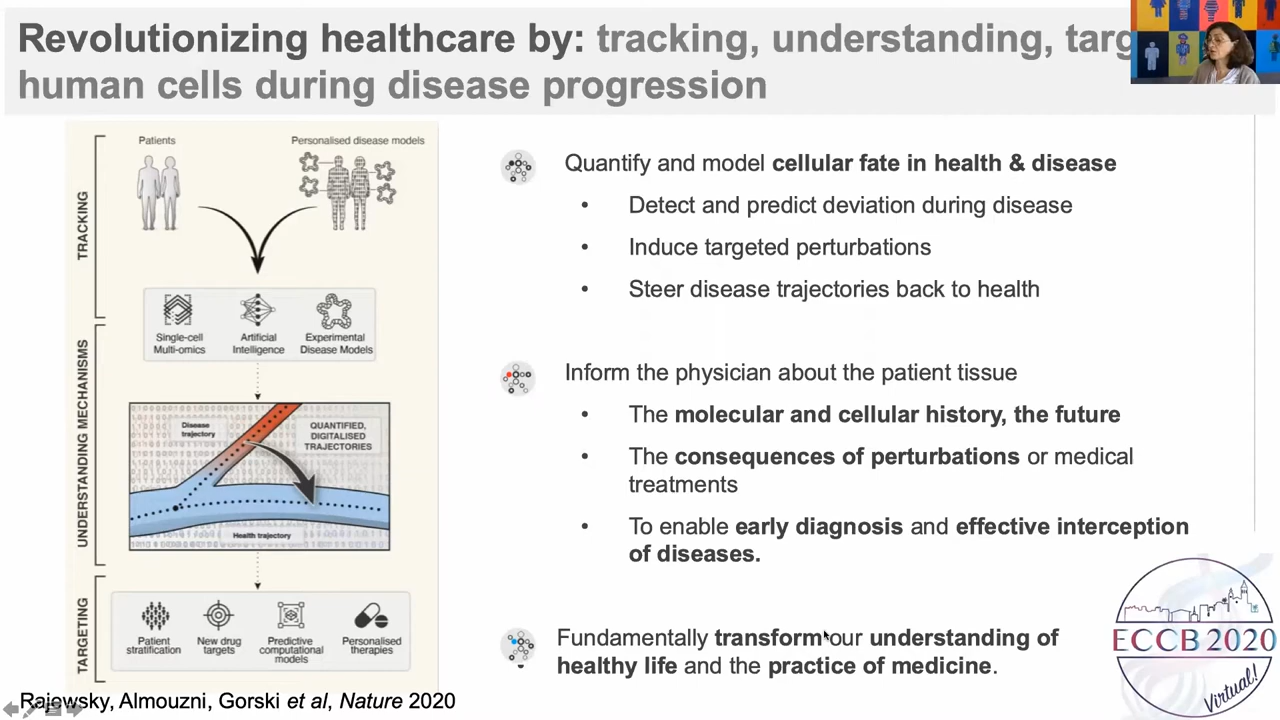 Revolutionizing healthcare by: tracking, understanding,
human cells during disease progression
TRACKING
Patients
Personalised disease models
Single-cell
Multi-omics
Artificial
Intelligence
Experimental
Disease Models
UNDERSTANDING MECHANISMS
Disease
trajectory
QUANTIFIED,
DIGITALISED
TRAJECTORIES
Health trajectory
TARGETING
Patient
stratification
New drug
targets
Predictive
computational
models
Personalised
therapies
Rajewsky, Almouzni, Gorski et al, Nature 2020
Quantify and model cellular fate in health & disease
• Detect and predict deviation during disease
• Induce targeted perturbations
• Steer disease trajectories back to health
Inform the physician about the patient tissue
• The molecular and cellular history, the future
• The consequences of perturbations or medical
treatments
• To enable early diagnosis and effective interception
of diseases.
Fundamentally transform our understanding of
healthy life and the practice of medicine.
ECCB 2020
Virtual!